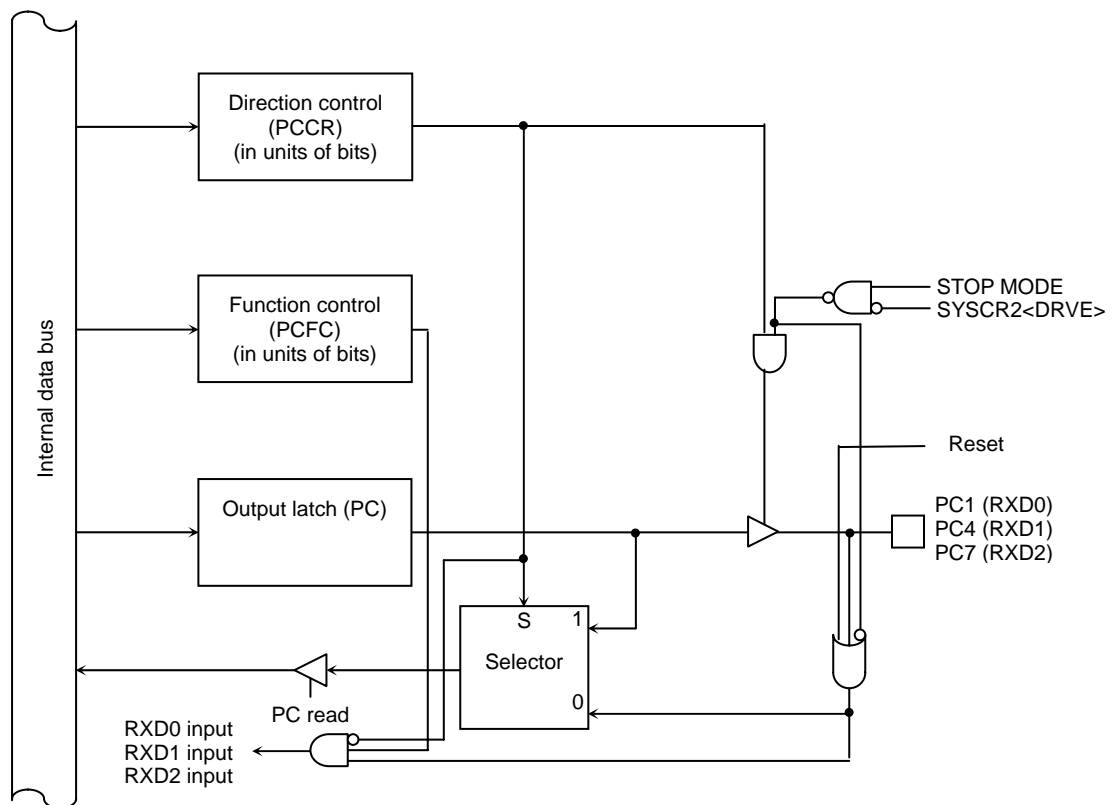 Direction control
(PCCR)
(in units of bits)
Internal data bus
Function control
(PCFC)
(in units of bits)
STOP MODE
SYSCR2<DRVE>
Reset
Output latch (PC)
PC1 (RXD0)
PC4 (RXD1)
PC7 (RXD2)
S
1
Selector
0
PC read
RXD0 input
RXD1 input
RXD2 input